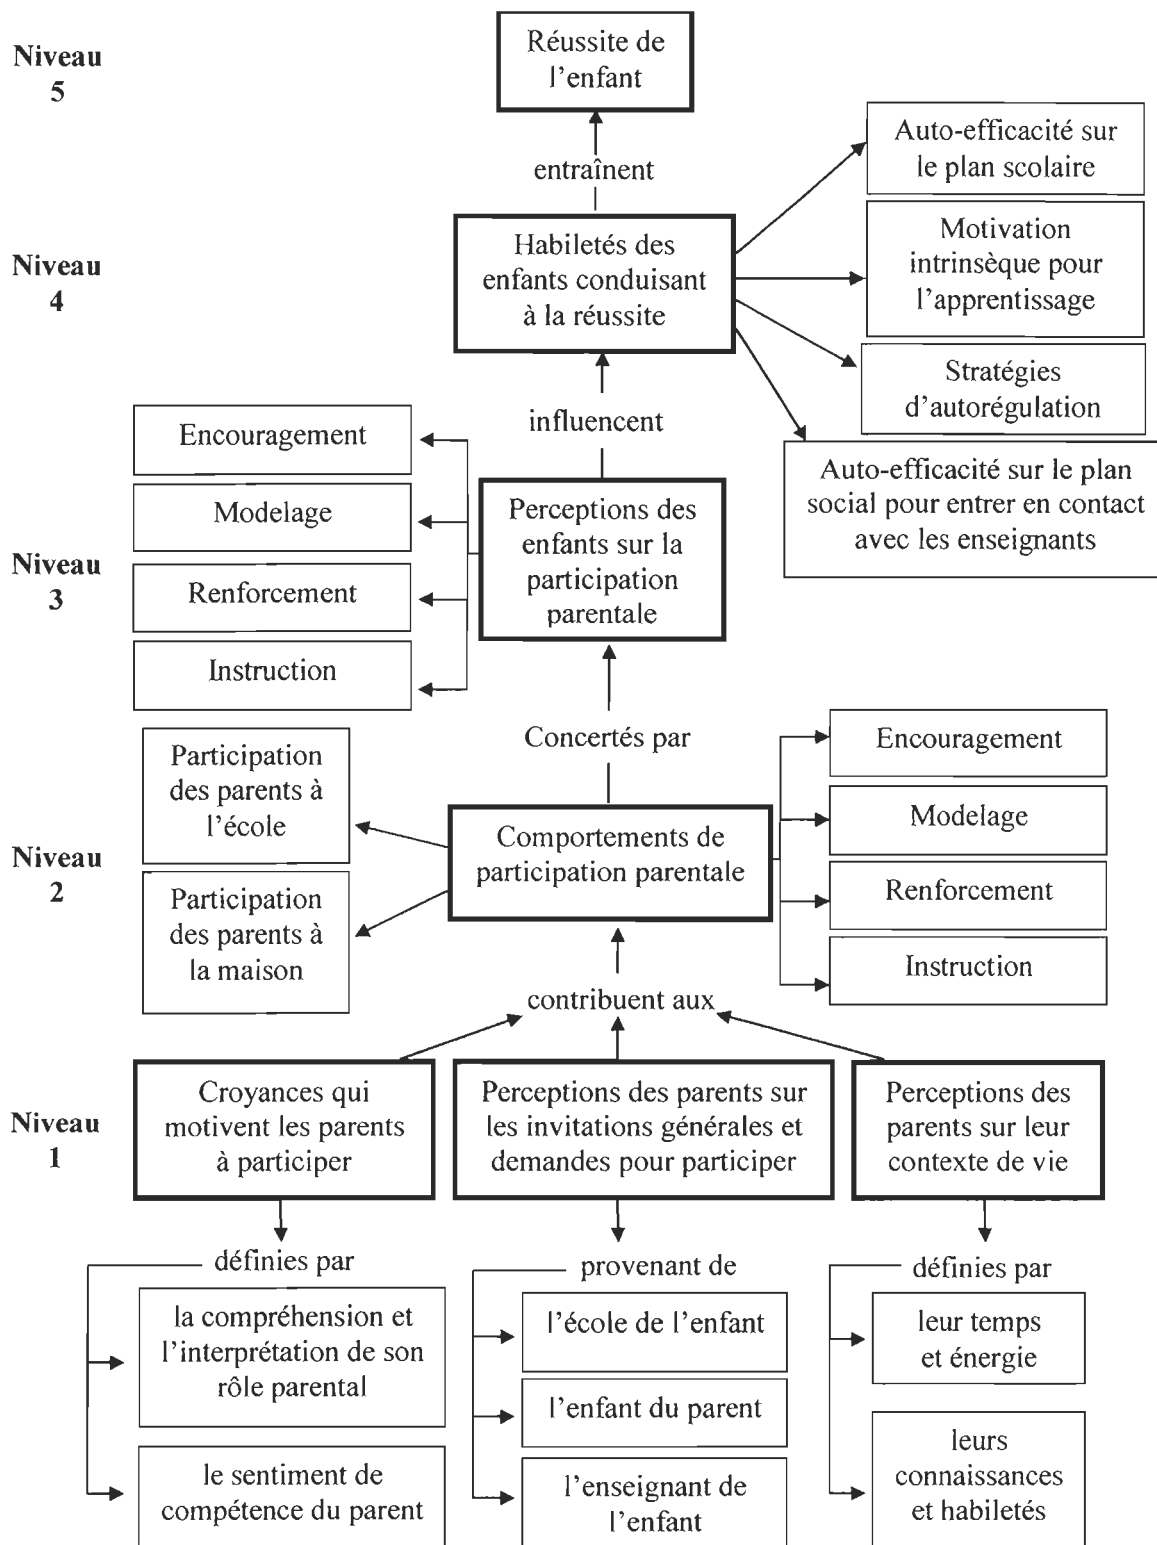 Niveau
5
Réussite de
l'enfant
entraînent
Auto-efficacité sur
le plan scolaire
Niveau
4
Habiletés des
enfants conduisant
à la réussite
Motivation
intrinsèque pour
l'apprentissage
Stratégies
d'autorégulation
Auto-efficacité sur le plan
social pour entrer en contact
avec les enseignants
influencent
Niveau
3
Encouragement
Modelage
Renforcement
Instruction
Perceptions des
enfants sur la
participation
parentale
Concertés par
Niveau
2
Participation
des parents à
l'école
Participation
des parents à
la maison
Comportements de
participation parentale
Encouragement
Modelage
Renforcement
Instruction
contribuent aux
Niveau
1
Croyances qui
motivent les parents
à participer
Perceptions des parents sur
les invitations générales et
demandes pour participer
Perceptions des
parents sur leur
contexte de vie
définies par
la compréhension et
l'interprétation de son
rôle parental
le sentiment de
compétence du parent
provenant de
l'école de l'enfant
l'enfant du parent
l'enseignant de
l'enfant
définies par
leur temps
et énergie
leurs
connaissances
et habiletés